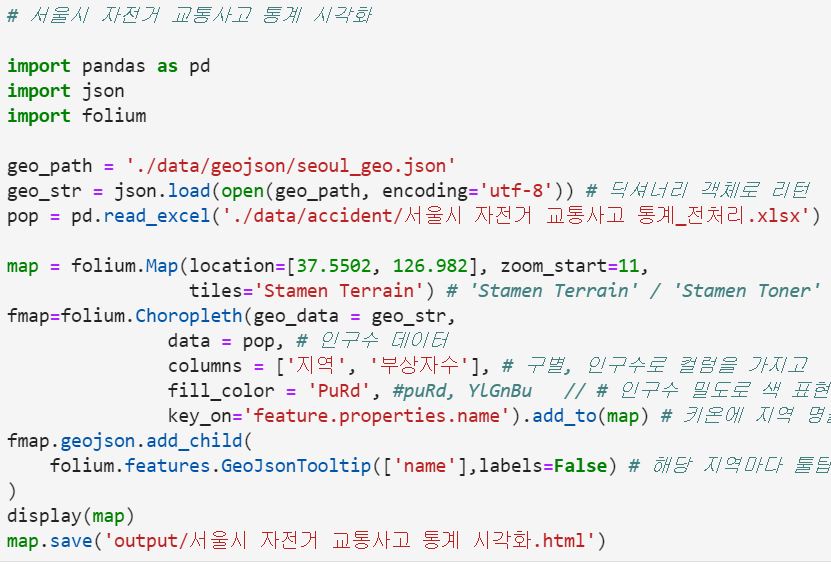 # 서울시 자전거 교통사고 통계 시각화
import pandas as pd
import json
import folium
geo_path = './data/geojson/seoul_geo.json'
geo_str = json.load(open(geo_path, encoding='utf-8')) # 딕셔너리 객체로 리턴
pop = pd.read_excel('./data/accident/서울시 자전거 교통사고 통계_전처리.xlsx')
map = folium.Map(location=[37.5502, 126.982], zoom_start=11,
tiles='Stamen Terrain') # 'Stamen Terrain' / 'Stamen Toner'
fmap=folium.Choropleth(geo_data = geo_str,
data = pop, # 인구수 데이터
columns = ['지역', '부상자수'], # 구별, 인구수로 컬럼을 가지고
fill_color = 'PuRd', #puRd, YlGnBu // # 인구수 밀도로 색 표현
key_on='feature.properties.name').add_to(map) # 키온에 지역
fmap.geojson.add_child(
folium.features.GeoJsonTooltip(['name'],labels=False) # 해당 지역마다 툴팁
)
display(map)
map.save('output/서울시 자전거 교통사고 통계 시각화.html')